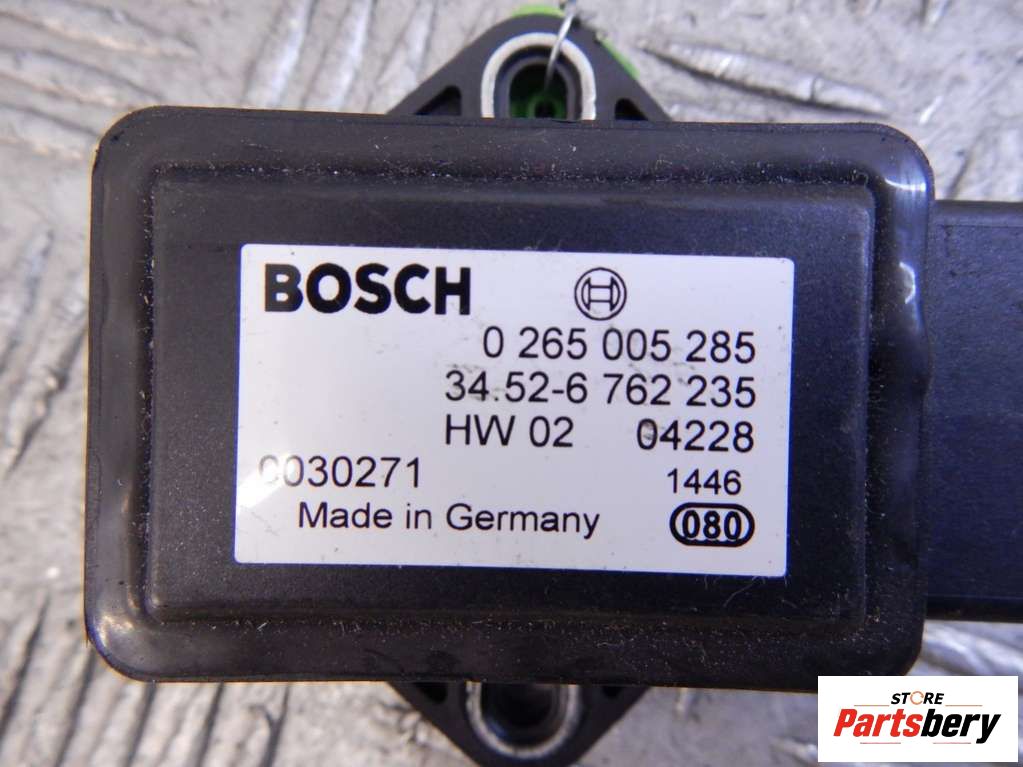 BOSCH
0 265 005 285
34.52-6 762 235
HW 02 04228
0030271 1446
Made in Germany 080
STORE
Partsbery